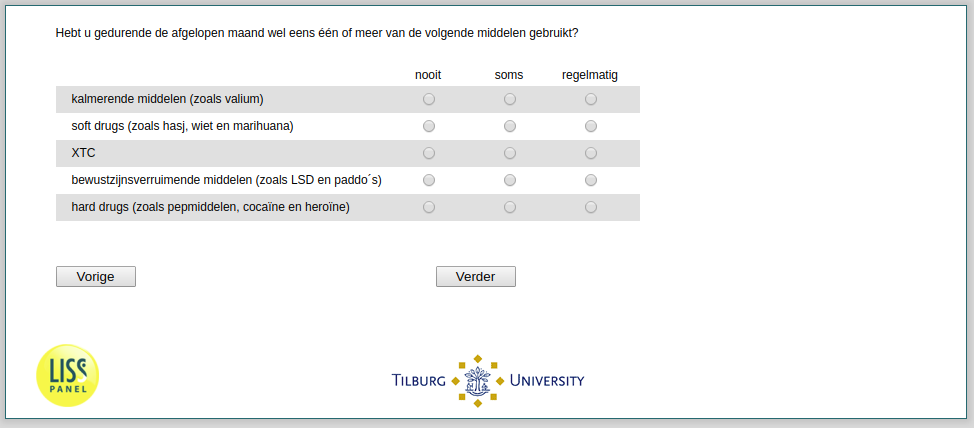 Hebt u gedurende de afgelopen maand wel eens één of meer van de volgende middelen gebruikt?
nooit soms regelmatig
kalmerende middelen (zoals valium)
soft drugs (zoals hasj, wiet en marihuana)
XTC
bewustzijnsverruimende middelen (zoals LSD en paddo´s)
hard drugs (zoals pepmiddelen, cocaïne en heroïne)
Vorige Verder
LISS
PANEL
TILBURG UNIVERSITY